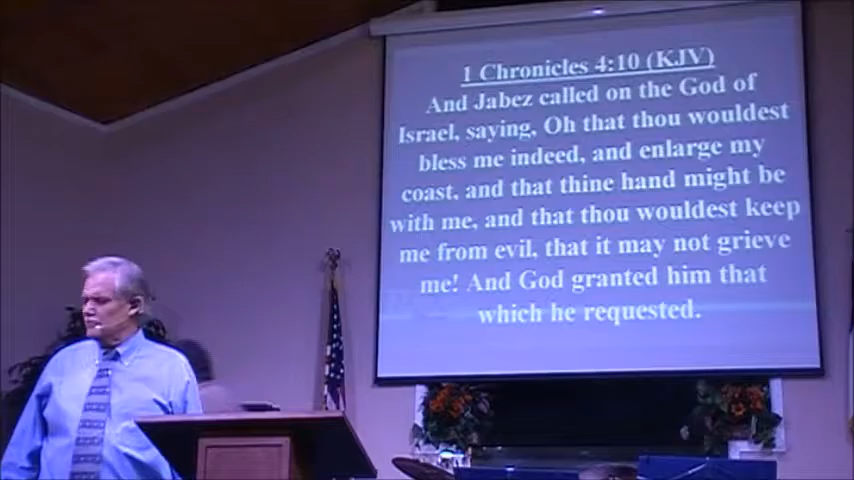 1 Chronicles 4:10 (KJV)
And Jabez called on the God of
Israel, saying, Oh that thou wouldest
bless me indeed, and enlarge my
coast, and that thine hand might be
with me, and that thou wouldest keep
me from evil, that it may not grieve
me! And God granted him that
which he requested.